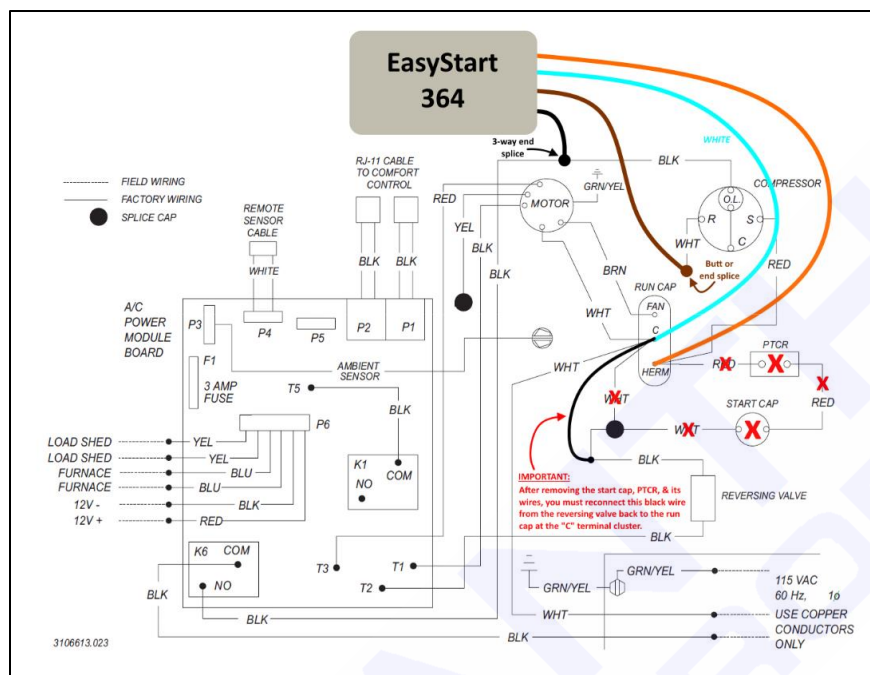 EasyStart
364
3-way end
splice
WHITE
BLK
FIELD WIRING
FACTORY WIRING
SPLICE CAP
RJ-11 CABLE
TO COMFORT
CONTROL
REMOTE
SENSOR
CABLE
WHITE
BLK
BLK
RED
YEL
BLK
BLK
GRN/YEL
MOTOR
COMPRESSOR
O.L.
R
S
C
WHT
RED
Butt or
end splice
BRN
WHT
RUN CAP
FAN
C
HERM
A/C
POWER
MODULE
BOARD
P3
P4
P5
P2
P1
F1
3 AMP
FUSE
AMBIENT
SENSOR
T5
BLK
P6
WHT
RED
X
PTCR
X
X
RED
WHT
X
WHT
X
START CAP
X
LOAD SHED
YEL
LOAD SHED
YEL
FURNACE
BLU
FURNACE
BLU
12V -
BLK
12V +
RED
K1
COM
NO
BLK
IMPORTANT:
After removing the start cap, PTCR, & its
wires, you must reconnect this black wire
from the reversing valve back to the run
cap at the "C" terminal cluster.
REVERSING VALVE
BLK
K6
COM
NO
T3
T1
T2
BLK
BLK
GRN/YEL
GRN/YEL
WHT
BLK
115 VAC
60 Hz, 1o
USE COPPER
CONDUCTORS
ONLY
3106613.023